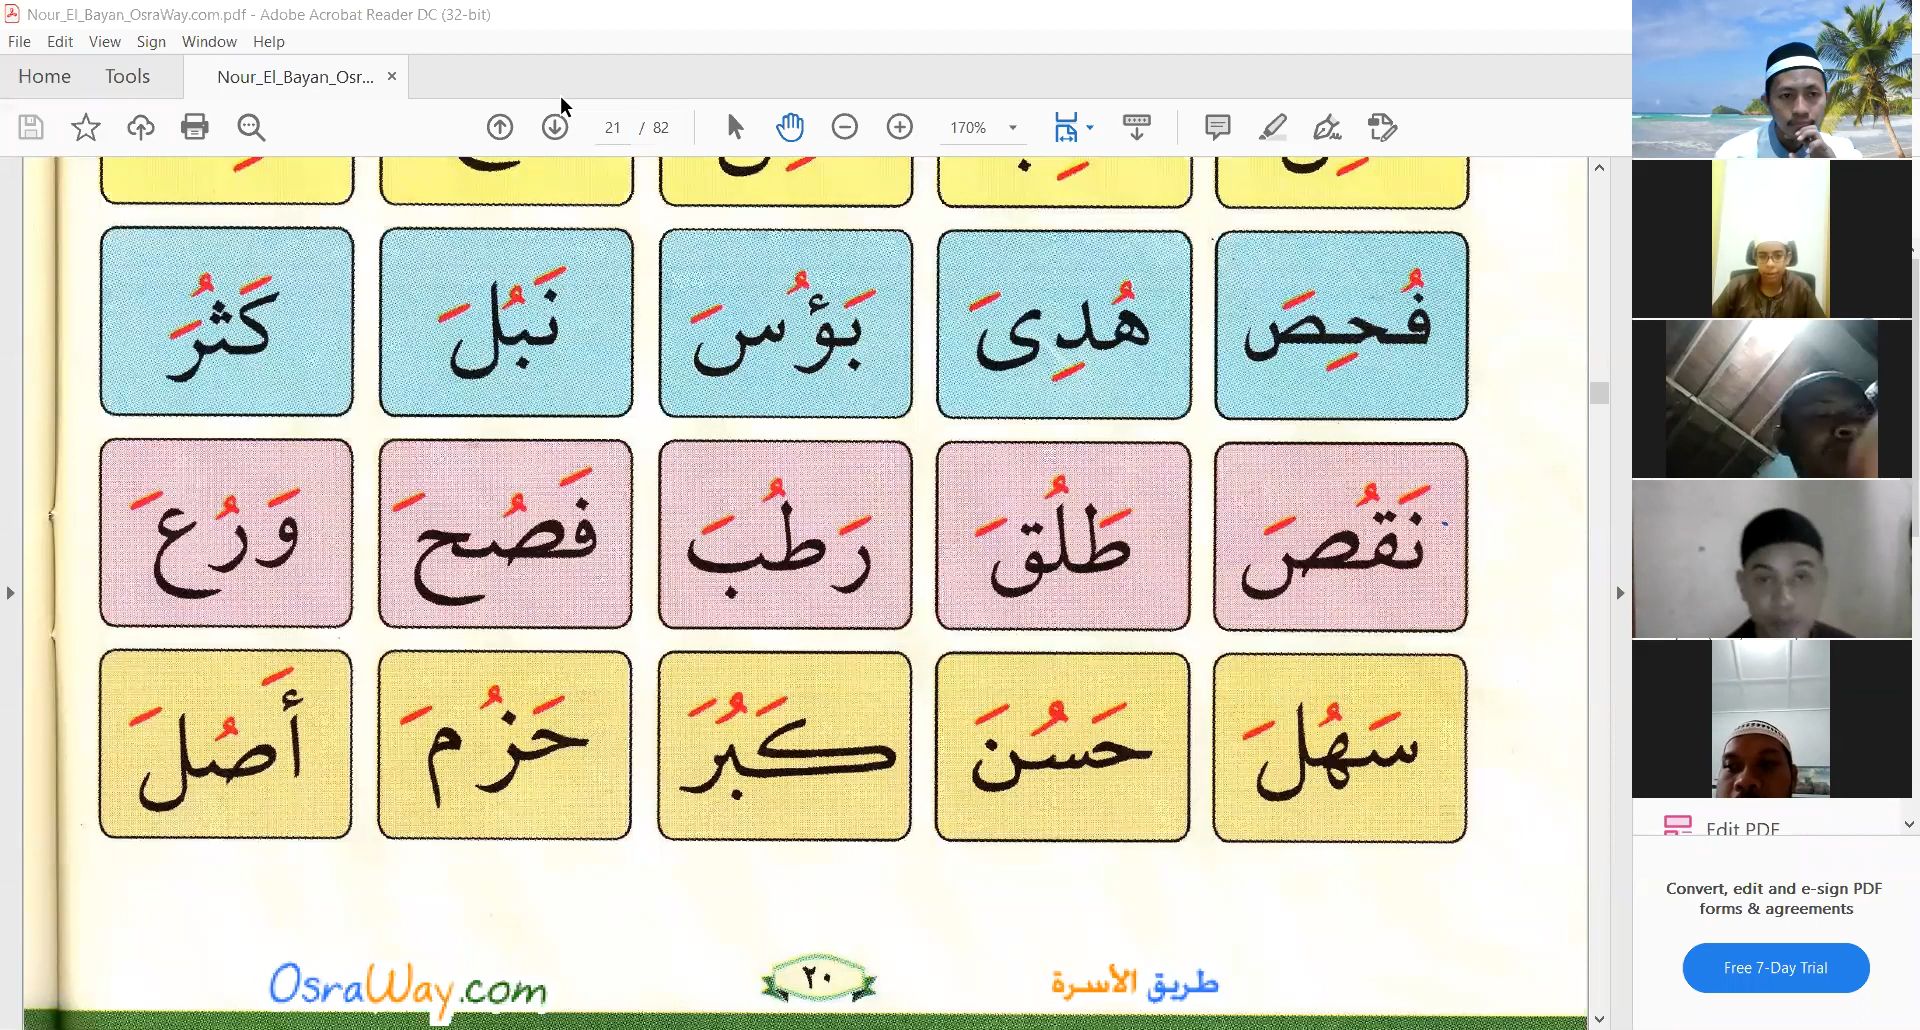 Nour_El_Bayan_OsraWay.com.pdf - Adobe Acrobat Reader DC (32-bit)
File Edit View Sign Window Help
Home Tools Nour_El_Bayan_Osr... ×
21 / 82 170%
فُحِصَ هُدِىَ بَؤُسَ نَبُلَ كَثُرَ
نَقُصَ طَلُقَ رَطُبَ فَصُحَ وَرُعَ
سَهُلَ حَسُنَ كَبُرَ حَزُمَ أَصُلَ
OsraWay.com ٢٠ طريق الأسرة
Edit PDF
Convert, edit and e-sign PDF
forms & agreements
Free 7-Day Trial